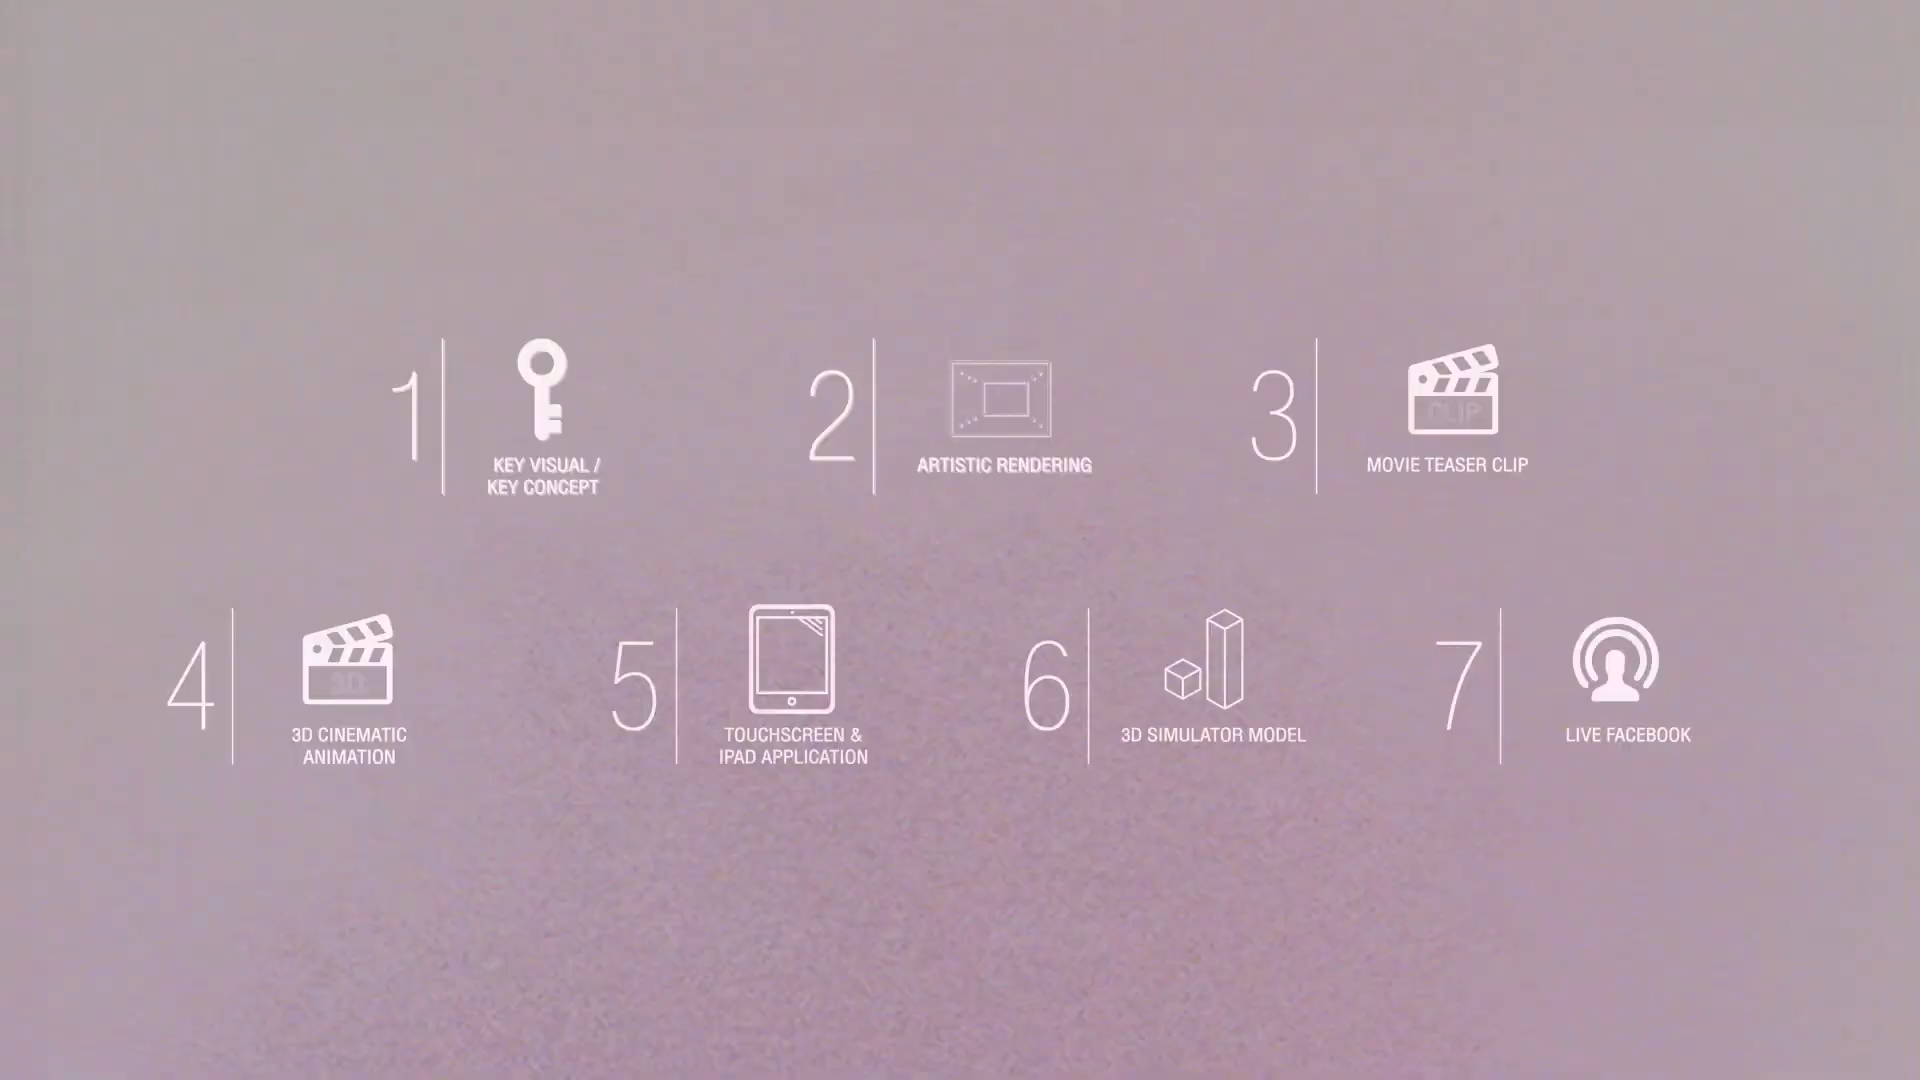 1
KEY VISUAL /
KEY CONCEPT
2
ARTISTIC RENDERING
3
CLIP
MOVIE TEASER CLIP
4
3D
3D CINEMATIC
ANIMATION
5
TOUCHSCREEN &
IPAD APPLICATION
6
3D SIMULATOR MODEL
7
LIVE FACEBOOK